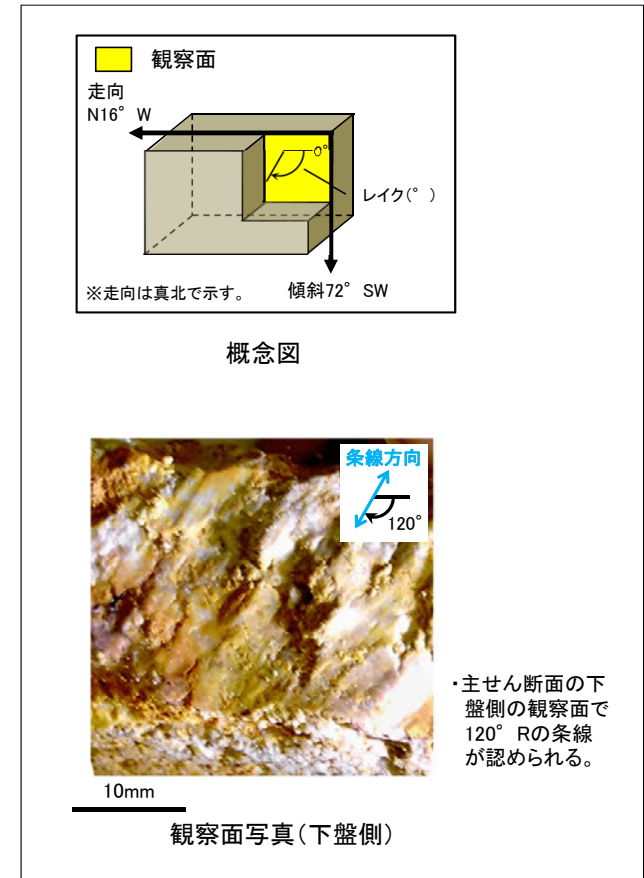 観察面
走向
N16°W
0°
レイク(°)
※走向は真北で示す。
傾斜72°SW
概念図
条線方向
120°
・主せん断面の下
盤側の観察面で
120°Rの条線
が認められる。
10mm
観察面写真(下盤側)